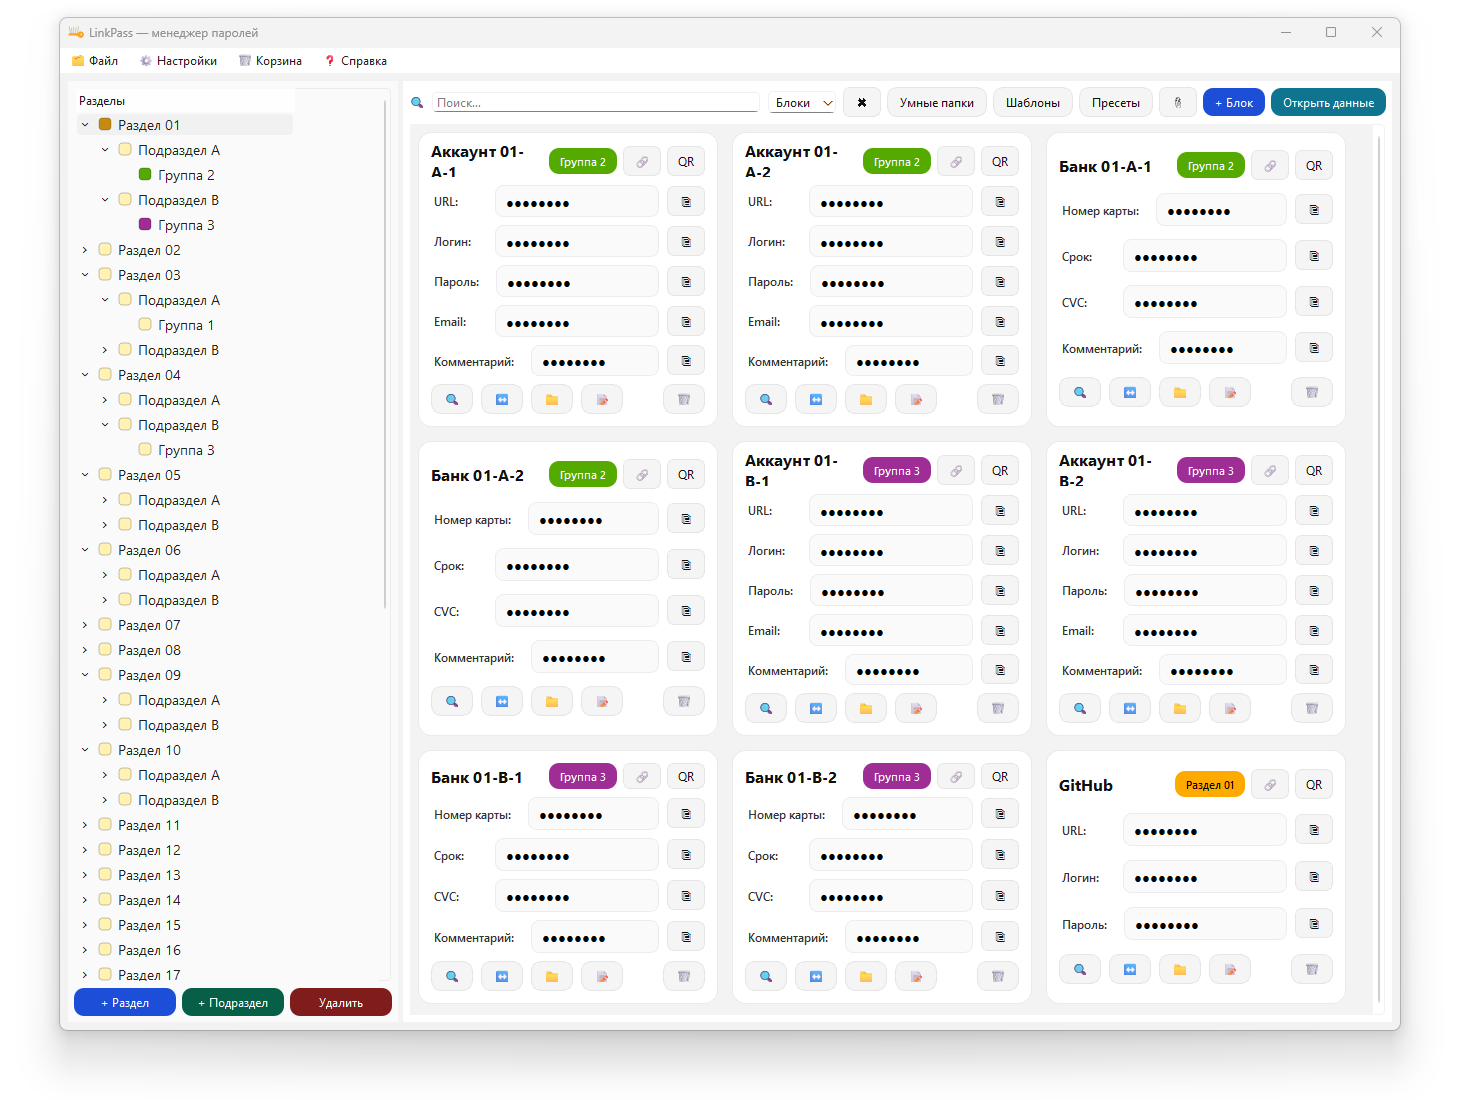 LinkPass — менеджер паролей
Файл Настройки Корзина Справка
Разделы
Раздел 01
Подраздел A
Группа 2
Подраздел B
Группа 3
Раздел 02
Раздел 03
Подраздел A
Группа 1
Подраздел B
Раздел 04
Подраздел A
Подраздел B
Группа 3
Раздел 05
Подраздел A
Подраздел B
Раздел 06
Подраздел A
Подраздел B
Раздел 07
Раздел 08
Раздел 09
Подраздел A
Подраздел B
Раздел 10
Подраздел A
Подраздел B
Раздел 11
Раздел 12
Раздел 13
Раздел 14
Раздел 15
Раздел 16
Раздел 17
+ Раздел + Подраздел Удалить
Поиск... Блоки Умные папки Шаблоны Пресеты + Блок Открыть данные
Аккаунт 01-
A-1
Группа 2 QR
URL: ●●●●●●●●
Логин: ●●●●●●●●
Пароль: ●●●●●●●●
Email: ●●●●●●●●
Комментарий: ●●●●●●●●
Аккаунт 01-
A-2
Группа 2 QR
URL: ●●●●●●●●
Логин: ●●●●●●●●
Пароль: ●●●●●●●●
Email: ●●●●●●●●
Комментарий: ●●●●●●●●
Банк 01-A-1 Группа 2 QR
Номер карты: ●●●●●●●●
Срок: ●●●●●●●●
CVC: ●●●●●●●●
Комментарий: ●●●●●●●●
Банк 01-A-2 Группа 2 QR
Номер карты: ●●●●●●●●
Срок: ●●●●●●●●
CVC: ●●●●●●●●
Комментарий: ●●●●●●●●
Аккаунт 01-
B-1
Группа 3 QR
URL: ●●●●●●●●
Логин: ●●●●●●●●
Пароль: ●●●●●●●●
Email: ●●●●●●●●
Комментарий: ●●●●●●●●
Аккаунт 01-
B-2
Группа 3 QR
URL: ●●●●●●●●
Логин: ●●●●●●●●
Пароль: ●●●●●●●●
Email: ●●●●●●●●
Комментарий: ●●●●●●●●
Банк 01-B-1 Группа 3 QR
Номер карты: ●●●●●●●●
Срок: ●●●●●●●●
CVC: ●●●●●●●●
Комментарий: ●●●●●●●●
Банк 01-B-2 Группа 3 QR
Номер карты: ●●●●●●●●
Срок: ●●●●●●●●
CVC: ●●●●●●●●
Комментарий: ●●●●●●●●
GitHub Раздел 01 QR
URL: ●●●●●●●●
Логин: ●●●●●●●●
Пароль: ●●●●●●●●